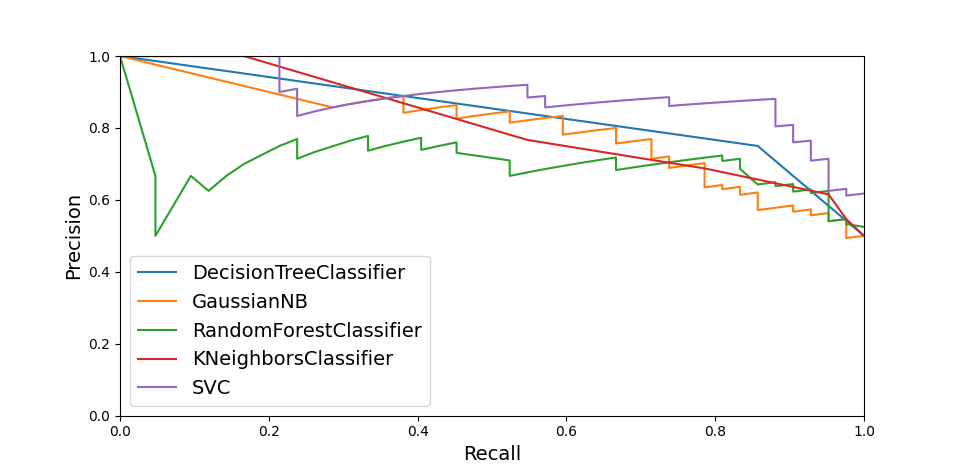 1.0
0.8
0.6
0.4
0.2
0.0
Precision
DecisionTreeClassifier
GaussianNB
RandomForestClassifier
KNeighborsClassifier
SVC
0.0 0.2 0.4 0.6 0.8 1.0
Recall